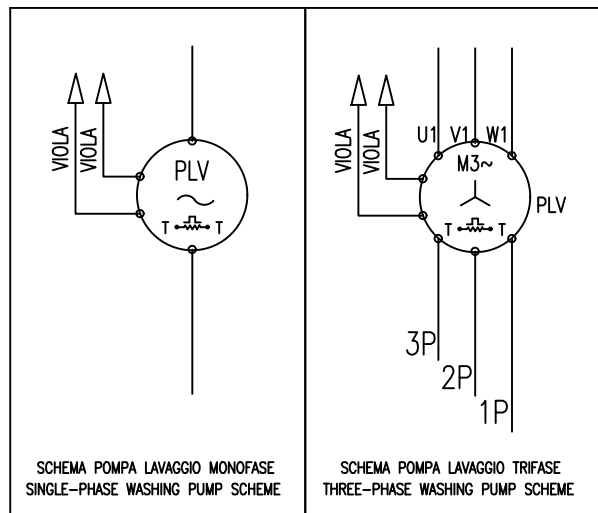 VIOLA
VIOLA
PLV
T T
SCHEMA POMPA LAVAGGIO MONOFASE
SINGLE-PHASE WASHING PUMP SCHEME
VIOLA
VIOLA
U1 V1 W1
M3~
PLV
T T
3P
2P
1P
SCHEMA POMPA LAVAGGIO TRIFASE
THREE-PHASE WASHING PUMP SCHEME